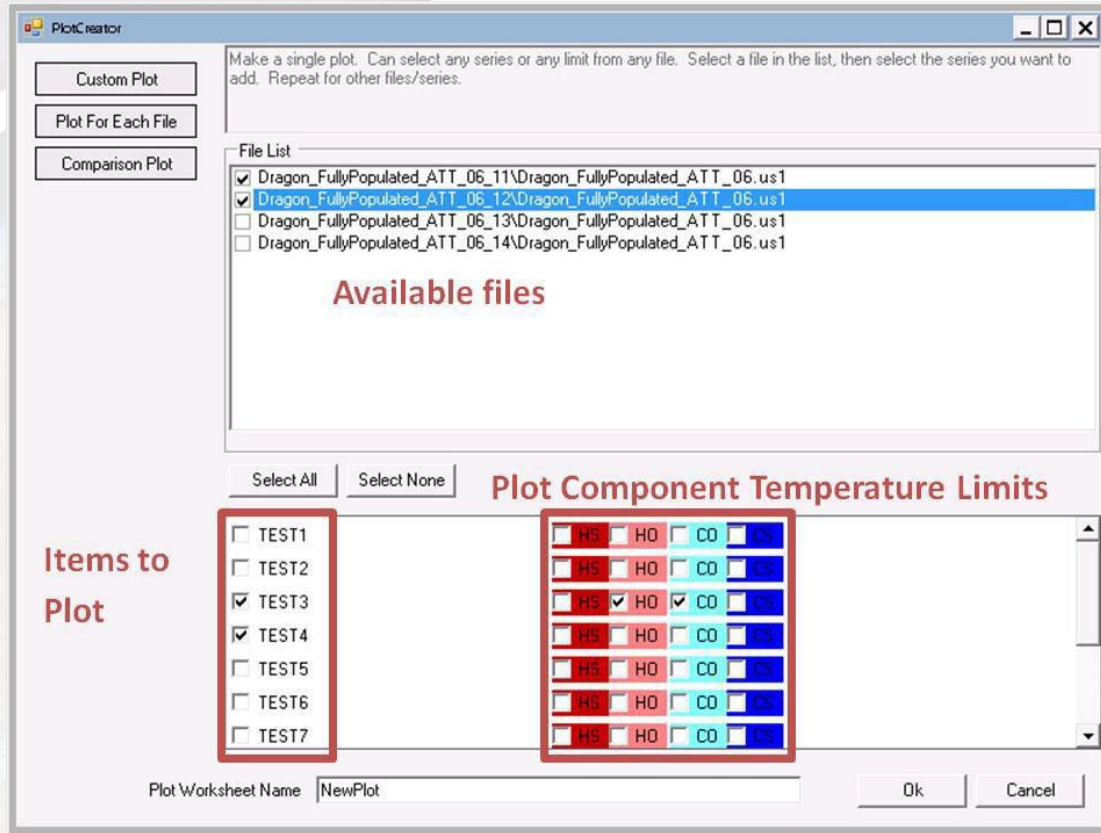 PlotCreator
Custom Plot
Plot For Each File
Comparison Plot
Make a single plot. Can select any series or any limit from any file. Select a file in the list, then select the series you want to
add. Repeat for other files/series.
File List
Dragon_FullyPopulated_ATT_06_11\Dragon_FullyPopulated_ATT_06.us1
Dragon_FullyPopulated_ATT_06_12\Dragon_FullyPopulated_ATT_06.us1
Dragon_FullyPopulated_ATT_06_13\Dragon_FullyPopulated_ATT_06.us1
Dragon_FullyPopulated_ATT_06_14\Dragon_FullyPopulated_ATT_06.us1
Available files
Select All Select None
Plot Component Temperature Limits
Items to
Plot
TEST1 HS HO CO CS
TEST2 HS HO CO CS
TEST3 HS HO CO CS
TEST4 HS HO CO CS
TEST5 HS HO CO CS
TEST6 HS HO CO CS
TEST7 HS HO CO CS
Plot Worksheet Name NewPlot Ok Cancel